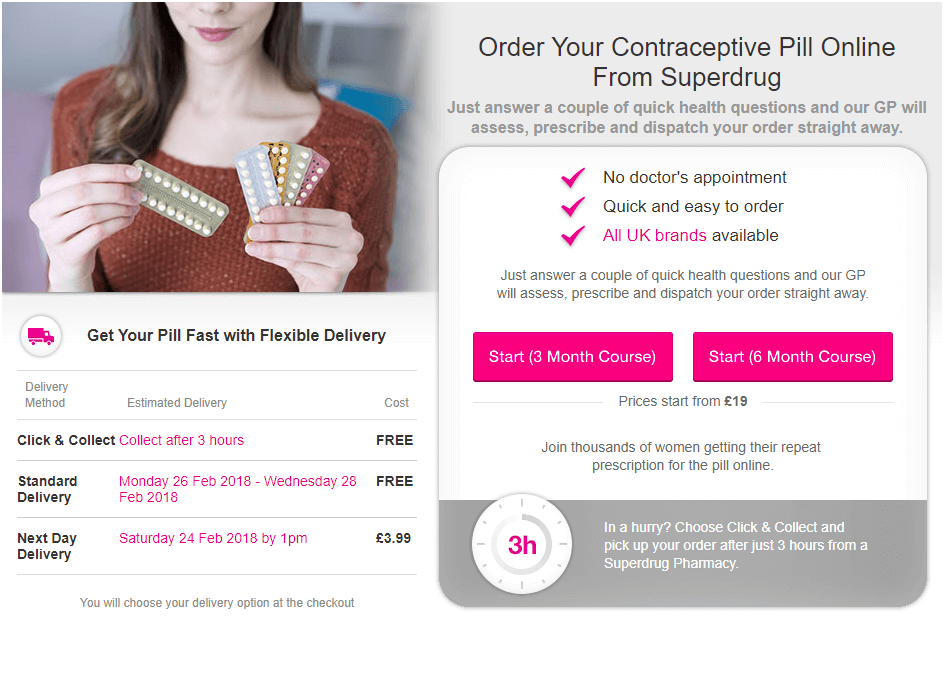 Order Your Contraceptive Pill Online
From Superdrug
Just answer a couple of quick health questions and our GP will
assess, prescribe and dispatch your order straight away.
No doctor's appointment
Quick and easy to order
All UK brands available
Just answer a couple of quick health questions and our GP
will assess, prescribe and dispatch your order straight away.
Start (3 Month Course)
Start (6 Month Course)
Prices start from £19
Join thousands of women getting their repeat
prescription for the pill online.
3h
In a hurry? Choose Click & Collect and
pick up your order after just 3 hours from a
Superdrug Pharmacy.
Get Your Pill Fast with Flexible Delivery
Delivery
Method
Estimated Delivery
Cost
Click & Collect Collect after 3 hours FREE
Standard
Delivery
Monday 26 Feb 2018 - Wednesday 28
Feb 2018
FREE
Next Day
Delivery
Saturday 24 Feb 2018 by 1pm
£3.99
You will choose your delivery option at the checkout